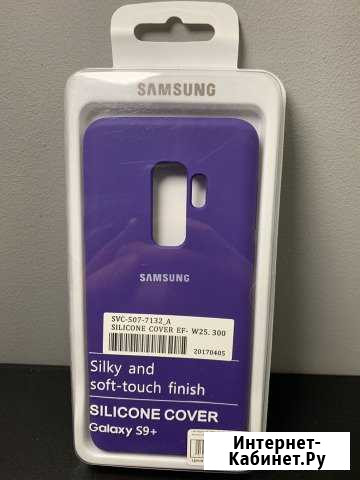 SAMSUNG
SAMSUNG
SVC-507-7132_A
SILICONE COVER EF- W25. 300
20170405
Silky and
soft-touch finish
SILICONE COVER
Galaxy S9+
Интернет-
Кабинет.Ру